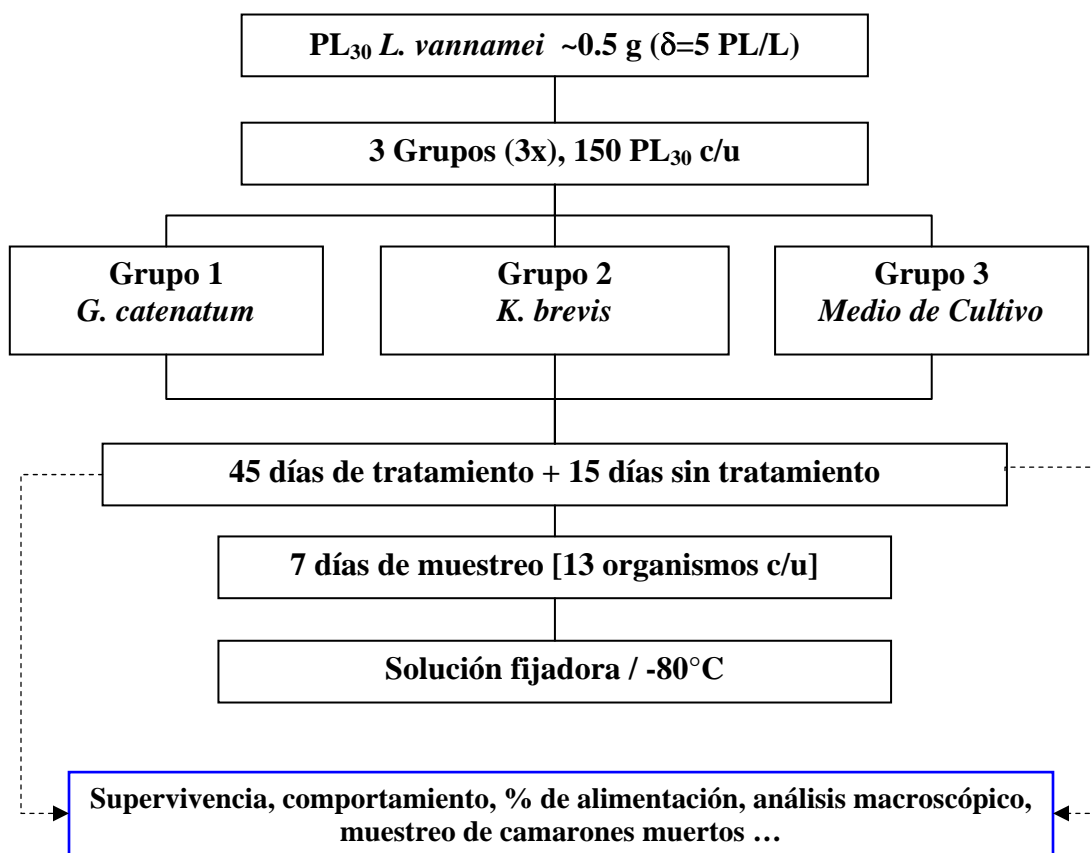 PL₃₀ L. vannamei ~0.5 g (δ=5 PL/L)
3 Grupos (3x), 150 PL₃₀ c/u
Grupo 1
G. catenatum
Grupo 2
K. brevis
Grupo 3
Medio de Cultivo
45 días de tratamiento + 15 días sin tratamiento
7 días de muestreo [13 organismos c/u]
Solución fijadora / -80°C
Supervivencia, comportamiento, % de alimentación, análisis macroscópico,
muestreo de camarones muertos …